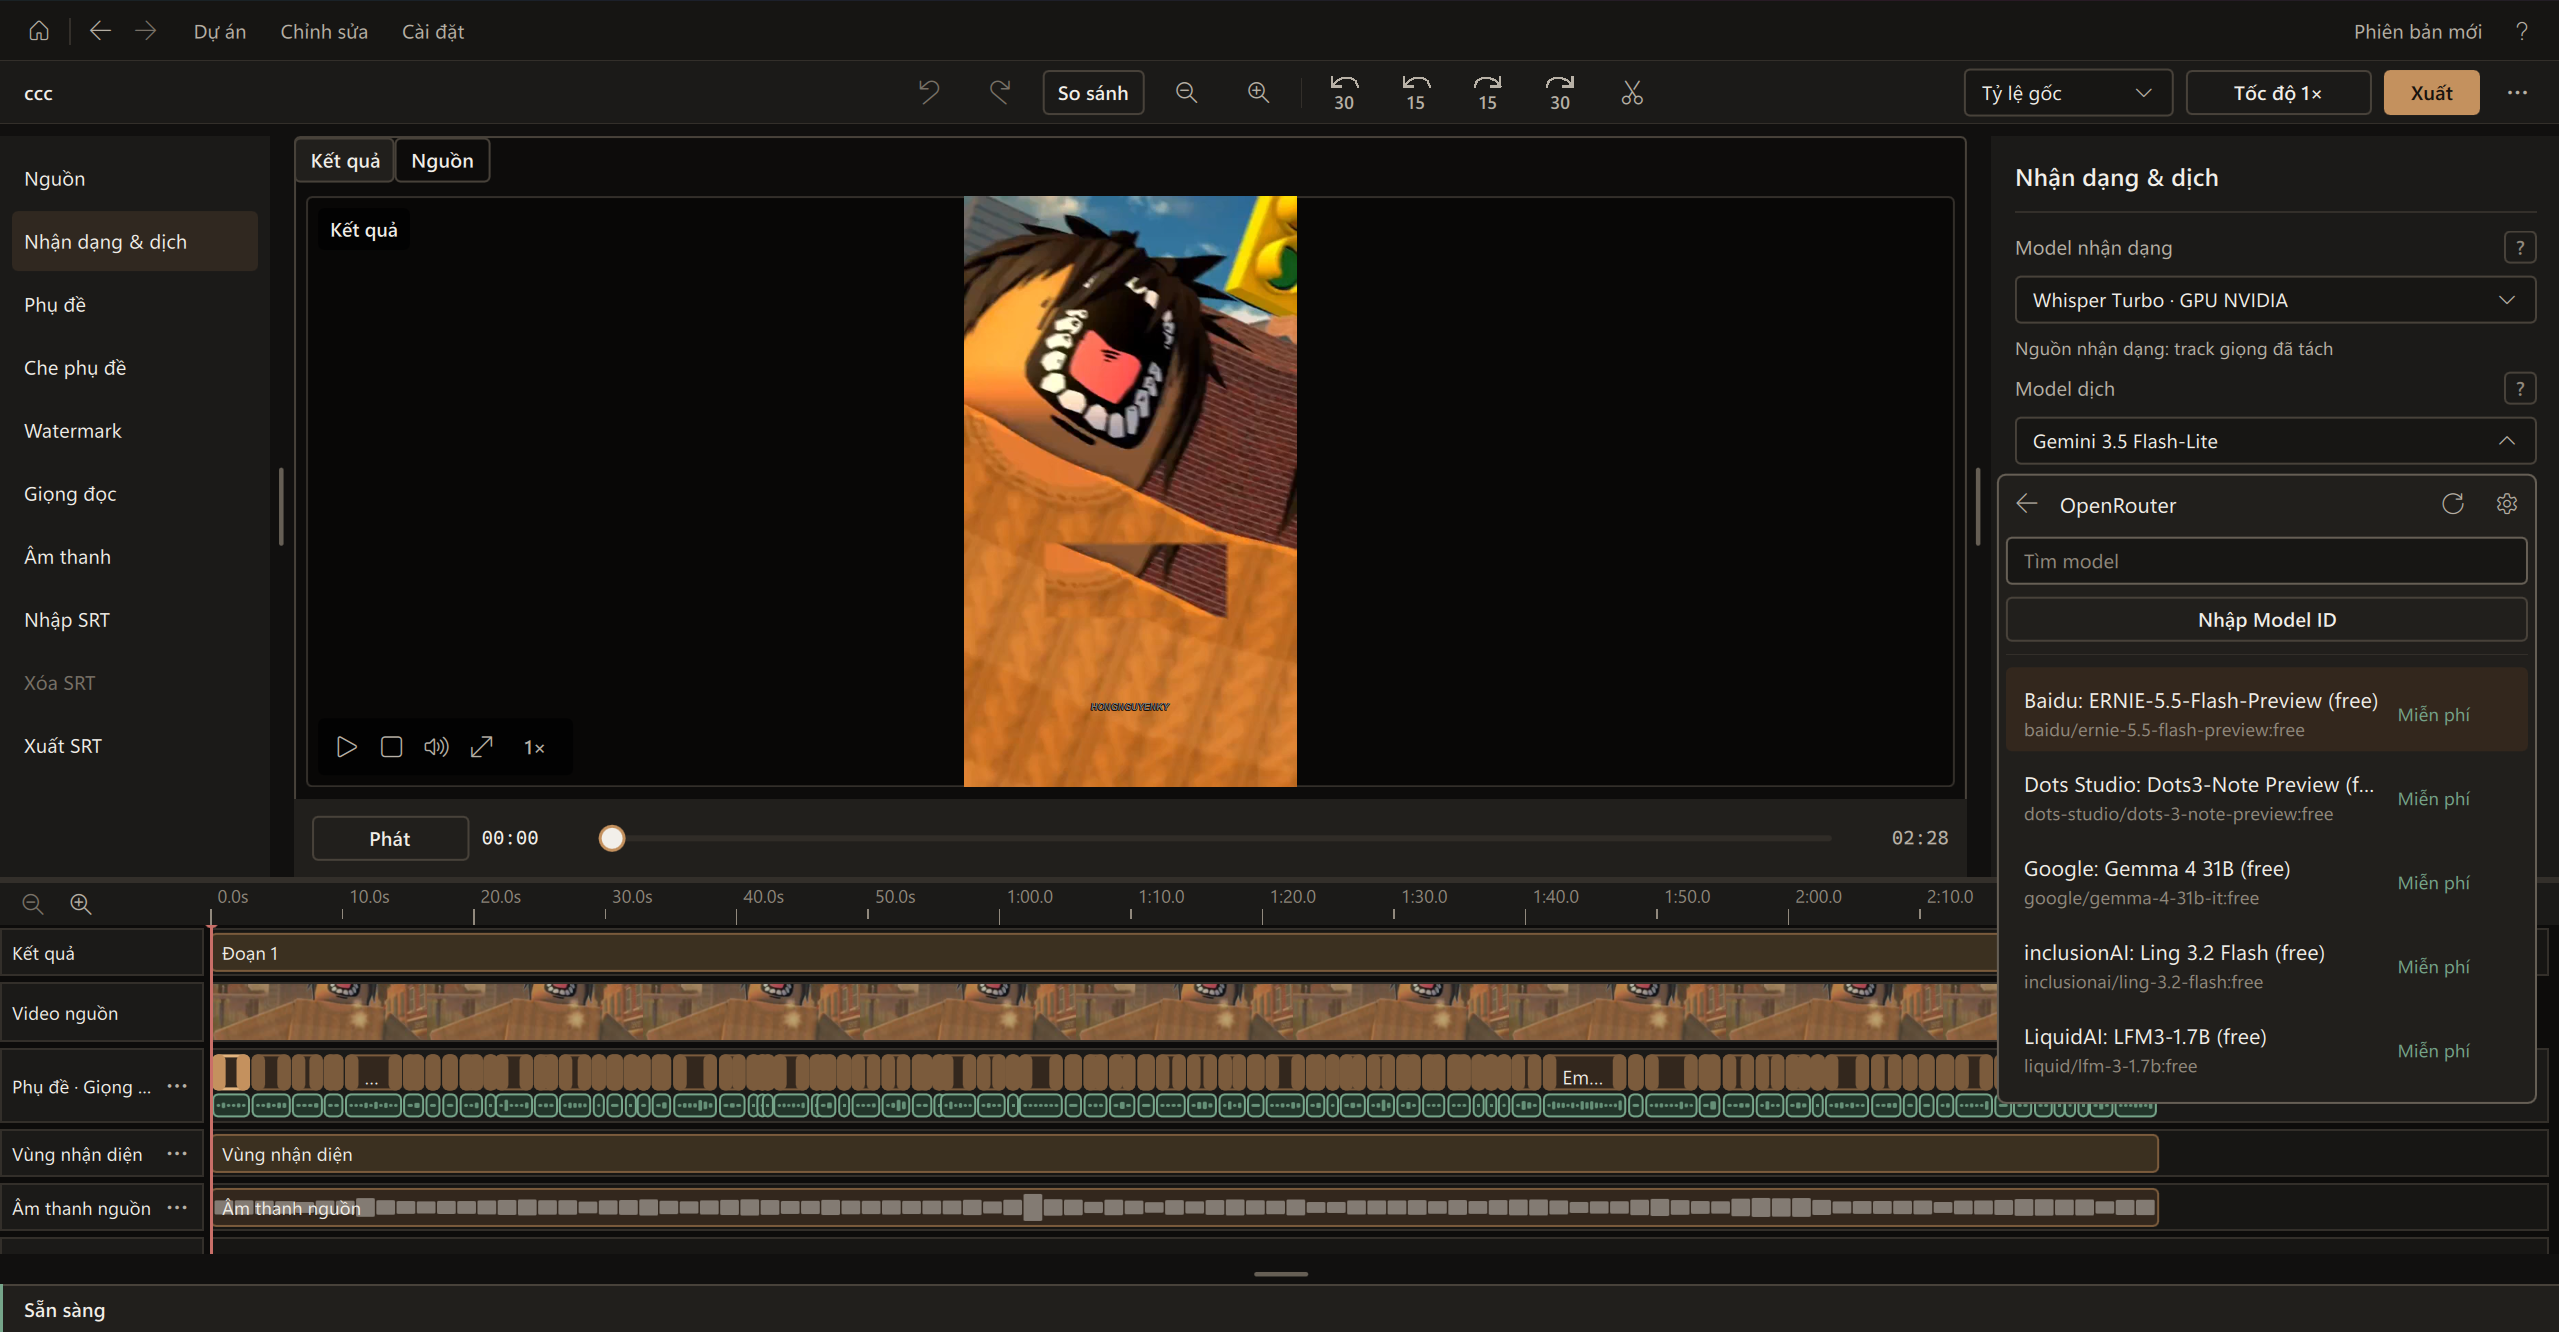 Dự án
Chỉnh sửa
Cài đặt
Phiên bản mới
?
ccc
So sánh
30
15
15
30
Tỷ lệ gốc
Tốc độ 1×
Xuất
Nguồn
Nhận dạng & dịch
Phụ đề
Che phụ đề
Watermark
Giọng đọc
Âm thanh
Nhập SRT
Xóa SRT
Xuất SRT
Kết quả
Nguồn
Kết quả
HONGNGUYENKY
1×
Phát
00:00
02:28
Nhận dạng & dịch
Model nhận dạng
?
Whisper Turbo · GPU NVIDIA
Nguồn nhận dạng: track giọng đã tách
Model dịch
?
Gemini 3.5 Flash-Lite
OpenRouter
Tìm model
Nhập Model ID
Baidu: ERNIE-5.5-Flash-Preview (free)
baidu/ernie-5.5-flash-preview:free
Miễn phí
Dots Studio: Dots3-Note Preview (f...
dots-studio/dots-3-note-preview:free
Miễn phí
Google: Gemma 4 31B (free)
google/gemma-4-31b-it:free
Miễn phí
inclusionAI: Ling 3.2 Flash (free)
inclusionai/ling-3.2-flash:free
Miễn phí
LiquidAI: LFM3-1.7B (free)
liquid/lfm-3-1.7b:free
Miễn phí
0.0s 10.0s 20.0s 30.0s 40.0s 50.0s 1:00.0 1:10.0 1:20.0 1:30.0 1:40.0 1:50.0 2:00.0 2:10.0
Kết quả
Đoạn 1
Video nguồn
Phụ đề · Giọng ...
...
Em...
Vùng nhận diện
Vùng nhận diện
Âm thanh nguồn
Âm thanh nguồn
Sẵn sàng